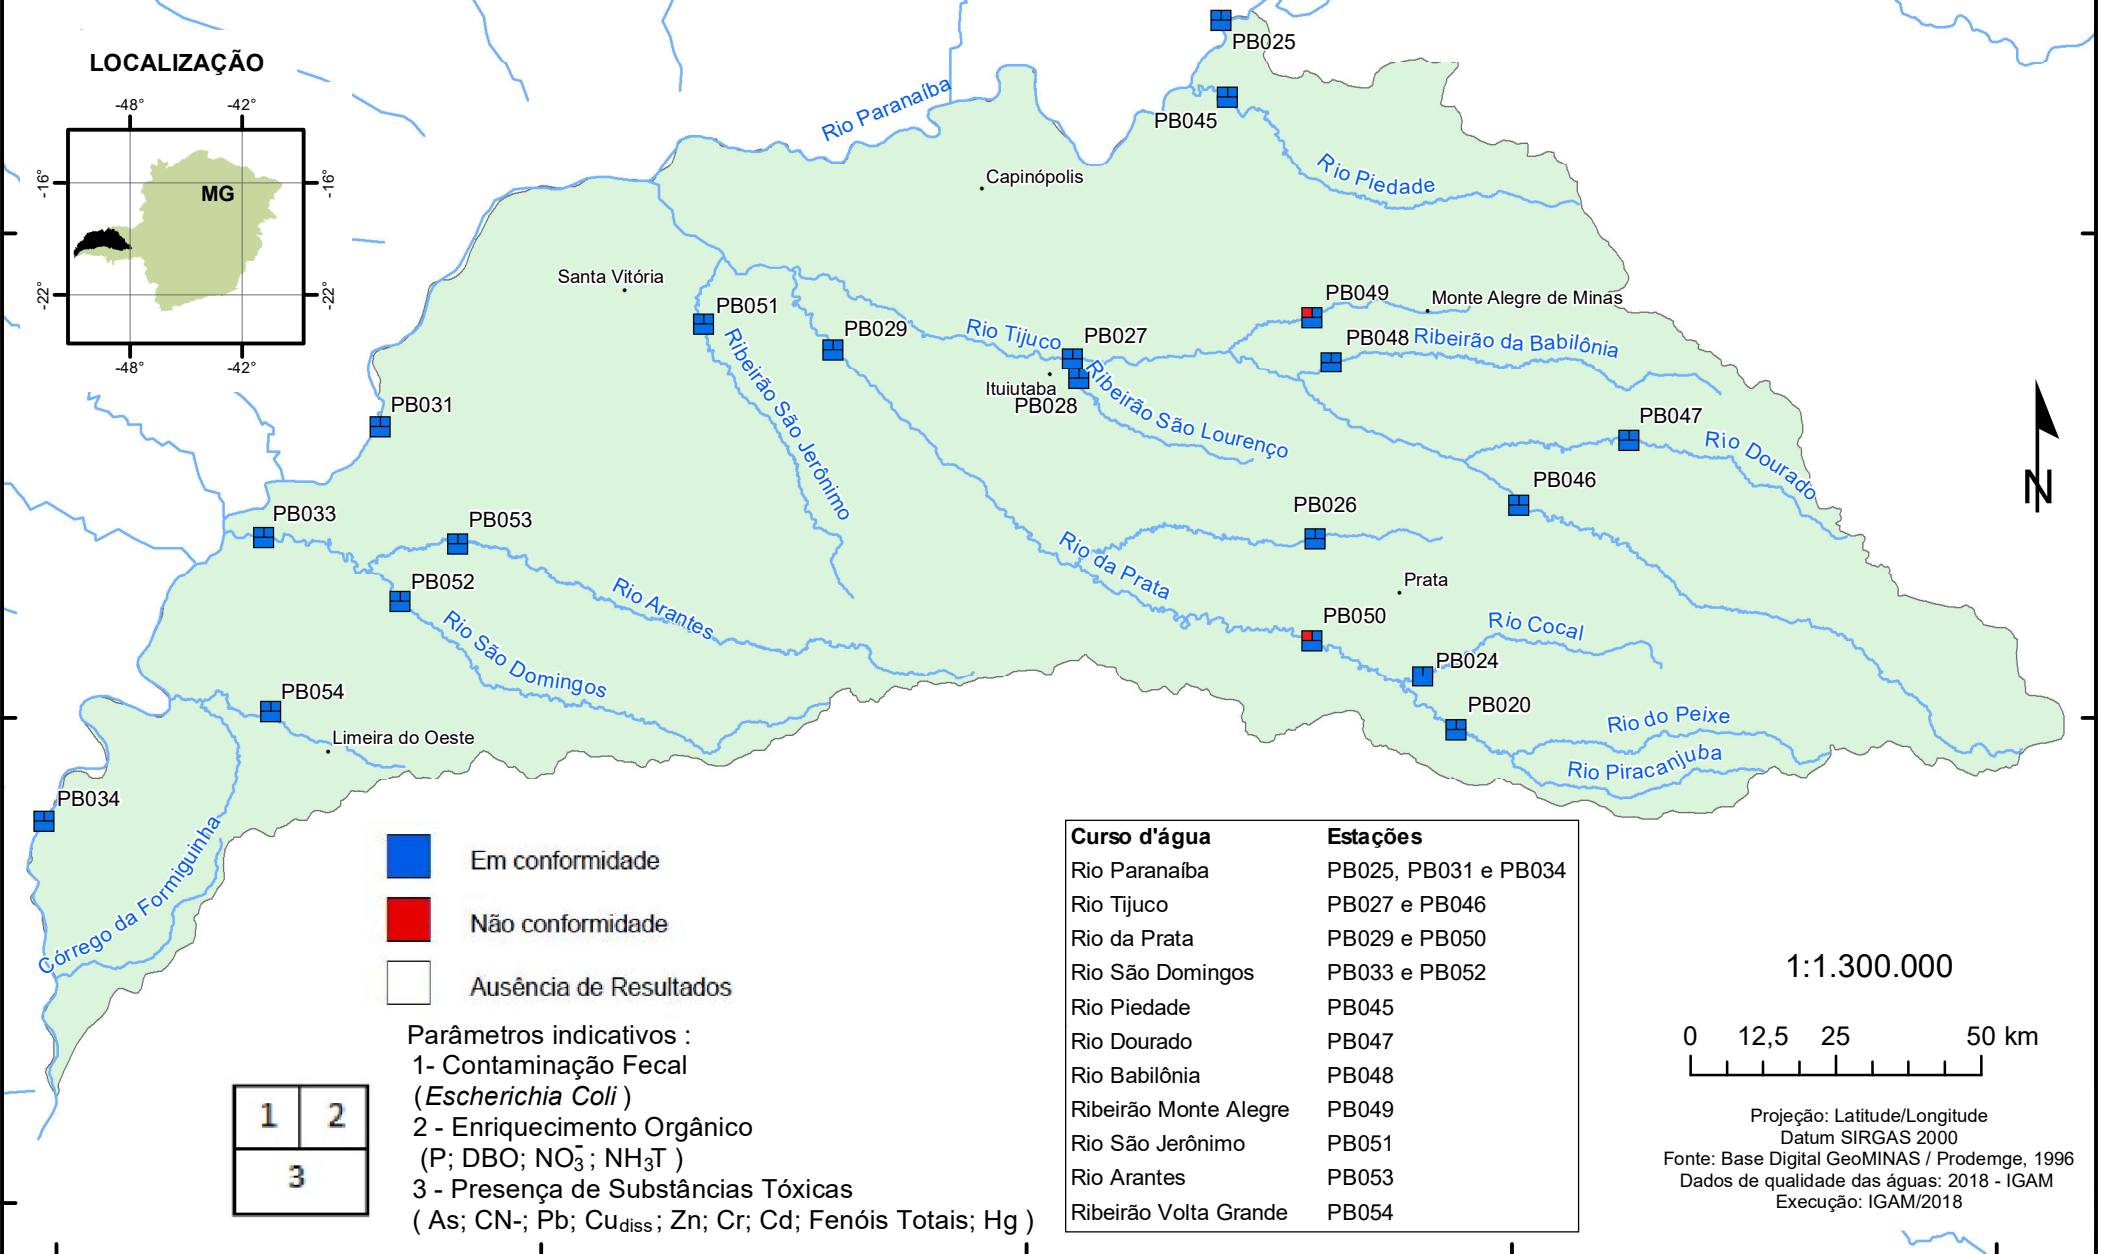 LOCALIZAÇÃO
-48°
-42°
-16°
-16°
MG
-22°
-22°
-48°
-42°
PB025
PB045
Rio Paranaíba
Rio Piedade
Capinópolis
Santa Vitória
PB051
PB029
Rio Tijuco
PB027
PB049
Monte Alegre de Minas
PB048
Ribeirão da Babilônia
Ituiutaba
PB028
Ribeirão São Lourenço
Ribeirão São Jerônimo
PB031
PB047
Rio Dourado
PB046
PB026
PB033
PB053
PB052
Rio Arantes
Rio São Domingos
Rio da Prata
Prata
PB050
Rio Cocal
PB024
PB020
Rio do Peixe
Rio Piracanjuba
PB054
Limeira do Oeste
PB034
Córrego da Formiguinha
N
Em conformidade
Não conformidade
Ausência de Resultados
Parâmetros indicativos :
1- Contaminação Fecal
(Escherichia Coli )
2 - Enriquecimento Orgânico
(P; DBO; NO₃⁻; NH₃T )
3 - Presença de Substâncias Tóxicas
( As; CN-; Pb; Cudiss; Zn; Cr; Cd; Fenóis Totais; Hg )
1 2
3
Curso d'água Estações
Rio Paranaíba PB025, PB031 e PB034
Rio Tijuco PB027 e PB046
Rio da Prata PB029 e PB050
Rio São Domingos PB033 e PB052
Rio Piedade PB045
Rio Dourado PB047
Rio Babilônia PB048
Ribeirão Monte Alegre PB049
Rio São Jerônimo PB051
Rio Arantes PB053
Ribeirão Volta Grande PB054
1:1.300.000
0 12,5 25 50 km
Projeção: Latitude/Longitude
Datum SIRGAS 2000
Fonte: Base Digital GeoMINAS / Prodemge, 1996
Dados de qualidade das águas: 2018 - IGAM
Execução: IGAM/2018